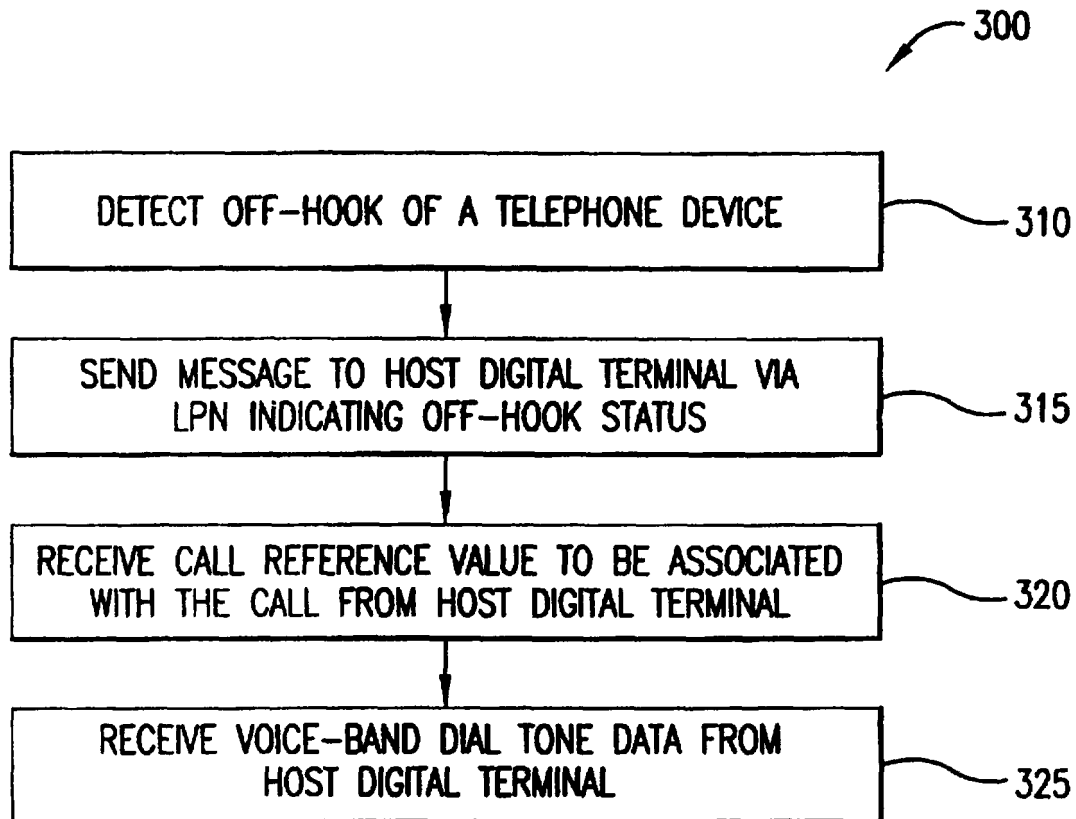 300
DETECT OFF-HOOK OF A TELEPHONE DEVICE
310
SEND MESSAGE TO HOST DIGITAL TERMINAL VIA
LPN INDICATING OFF-HOOK STATUS
315
RECEIVE CALL REFERENCE VALUE TO BE ASSOCIATED
WITH THE CALL FROM HOST DIGITAL TERMINAL
320
RECEIVE VOICE-BAND DIAL TONE DATA FROM
HOST DIGITAL TERMINAL
325